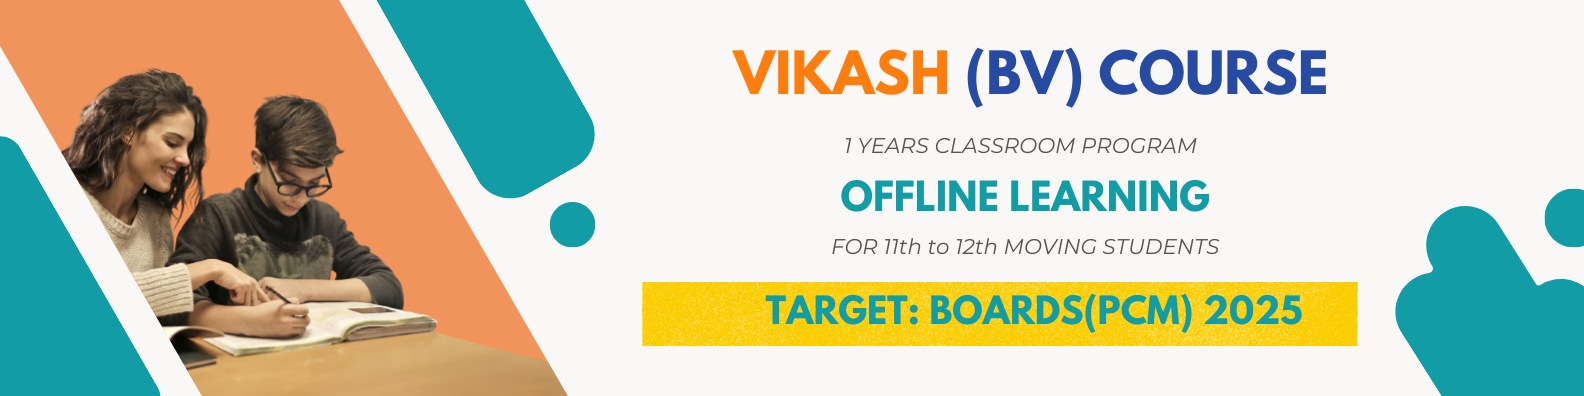 VIKASH (BV) COURSE
1 YEARS CLASSROOM PROGRAM
OFFLINE LEARNING
FOR 11th to 12th MOVING STUDENTS
TARGET: BOARDS(PCM) 2025